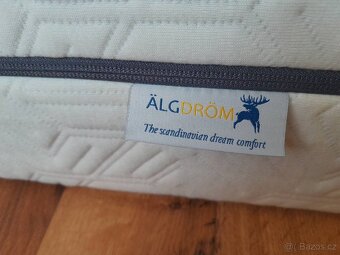 ÄLGDRÖM
The scandinavian dream comfort
Bazos.cz